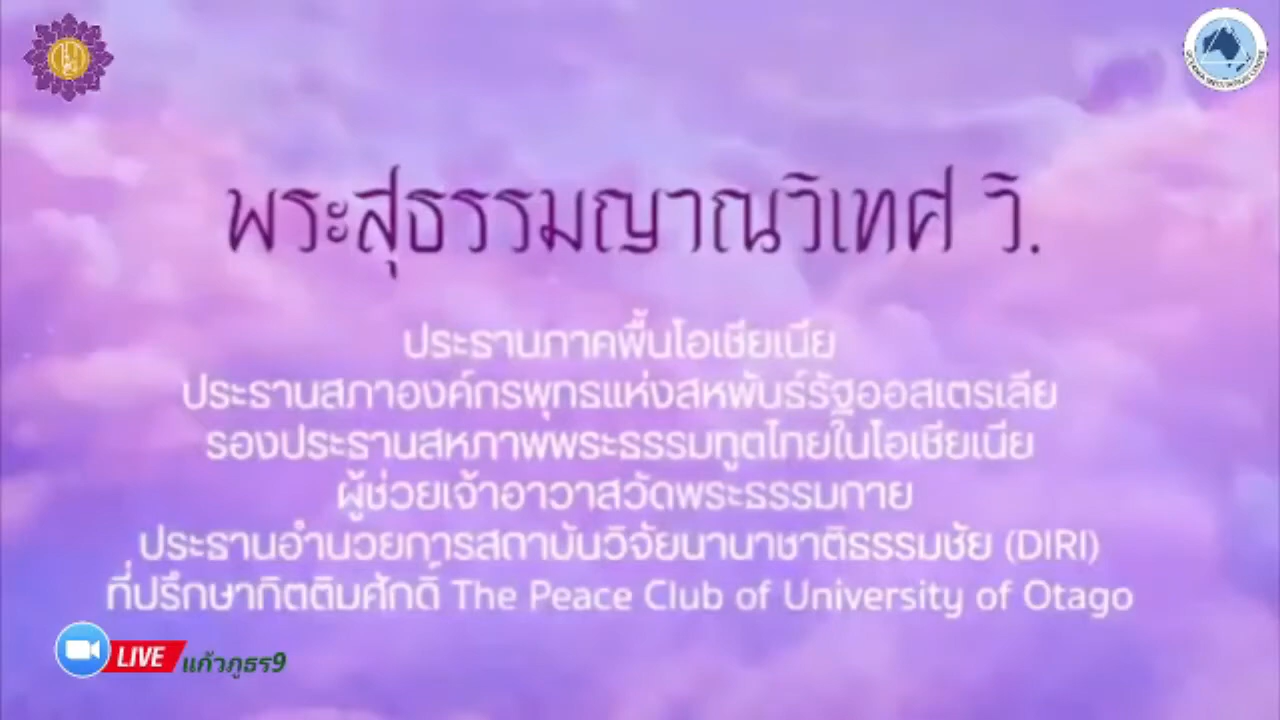 พระสุธรรมญาณวิเทศ วิ.
ประธานภาคพื้นโอเชียเนีย
ประธานสภาองค์กรพุทธแห่งสหพันธ์รัฐออสเตรเลีย
รองประธานสหภาพพระธรรมทูตไทยในโอเชียเนีย
ผู้ช่วยเจ้าอาวาสวัดพระธรรมกาย
ประธานอำนวยการสถาบันวิจัยนานาชาติธรรมชัย (DIRI)
ที่ปรึกษากิตติมศักดิ์ The Peace Club of University of Otago
LIVE แก้วภูธร9